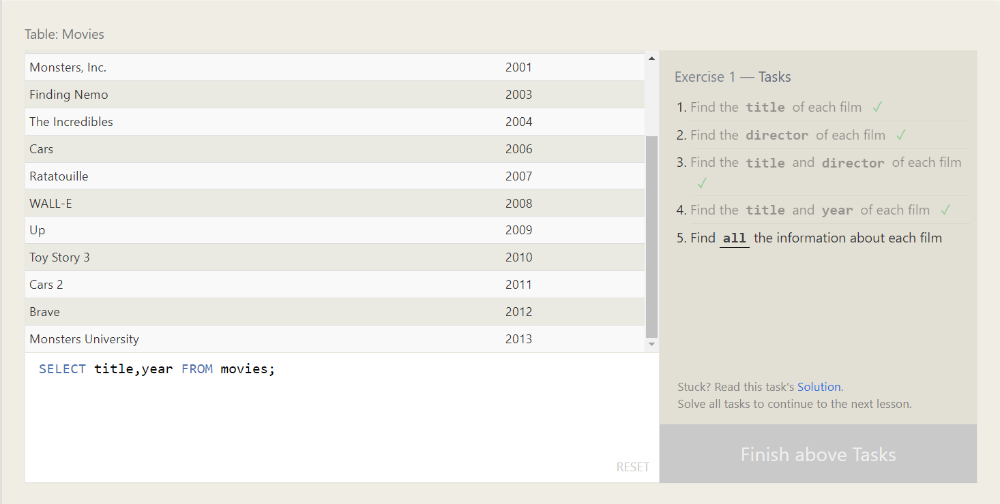 Table: Movies
Monsters, Inc. 2001
Finding Nemo 2003
The Incredibles 2004
Cars 2006
Ratatouille 2007
WALL-E 2008
Up 2009
Toy Story 3 2010
Cars 2 2011
Brave 2012
Monsters University 2013
SELECT title,year FROM movies;
RESET
Exercise 1 — Tasks
1. Find the title of each film ✓
2. Find the director of each film ✓
3. Find the title and director of each film
✓
4. Find the title and year of each film ✓
5. Find all the information about each film
Stuck? Read this task's Solution.
Solve all tasks to continue to the next lesson.
Finish above Tasks